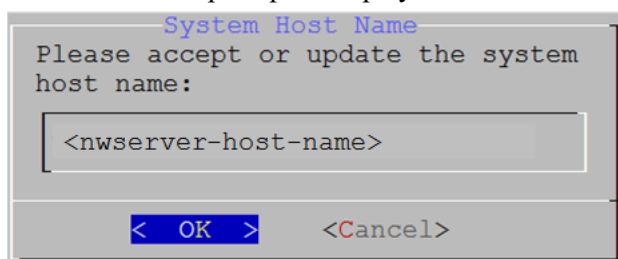 System Host Name
Please accept or update the system
host name:
<nwserver-host-name>
< OK > <Cancel>